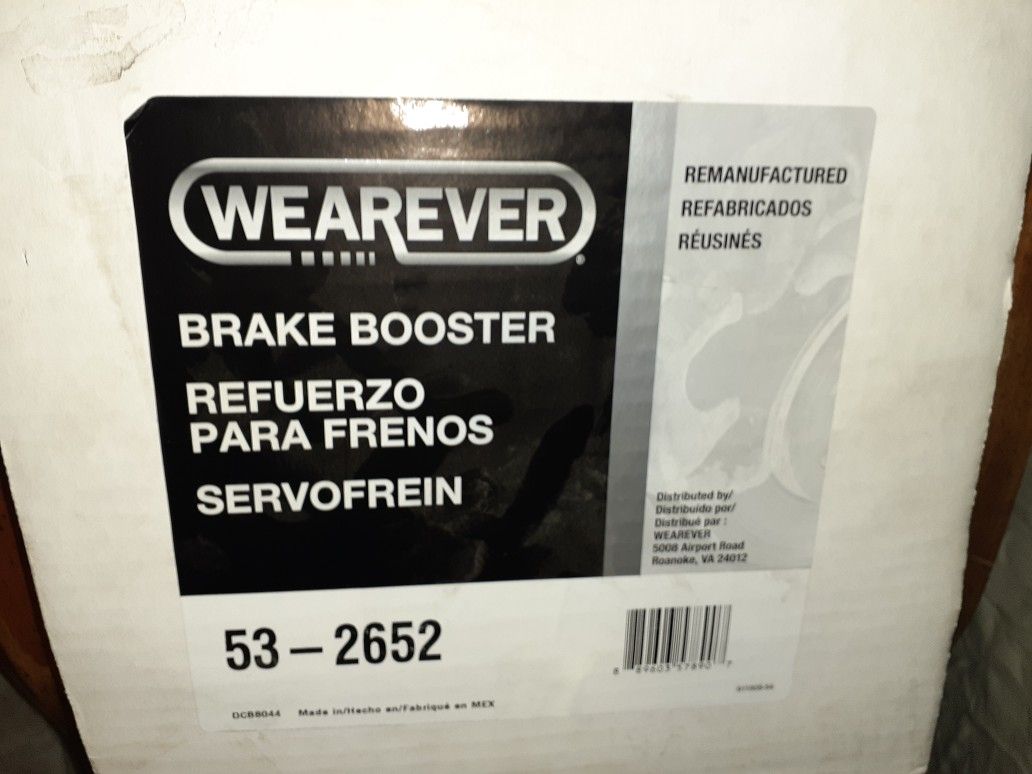 WEAREVER
®
BRAKE BOOSTER
REFUERZO
PARA FRENOS
SERVOFREIN
REMANUFACTURED
REFABRICADOS
RÉUSINÉS
Distributed by/
Distribuido por/
Distribué par :
WEAREVER
5008 Airport Road
Roanoke, VA 24012
53 – 2652
DCB8044 Made in/Hecho en/Fabriqué en MEX